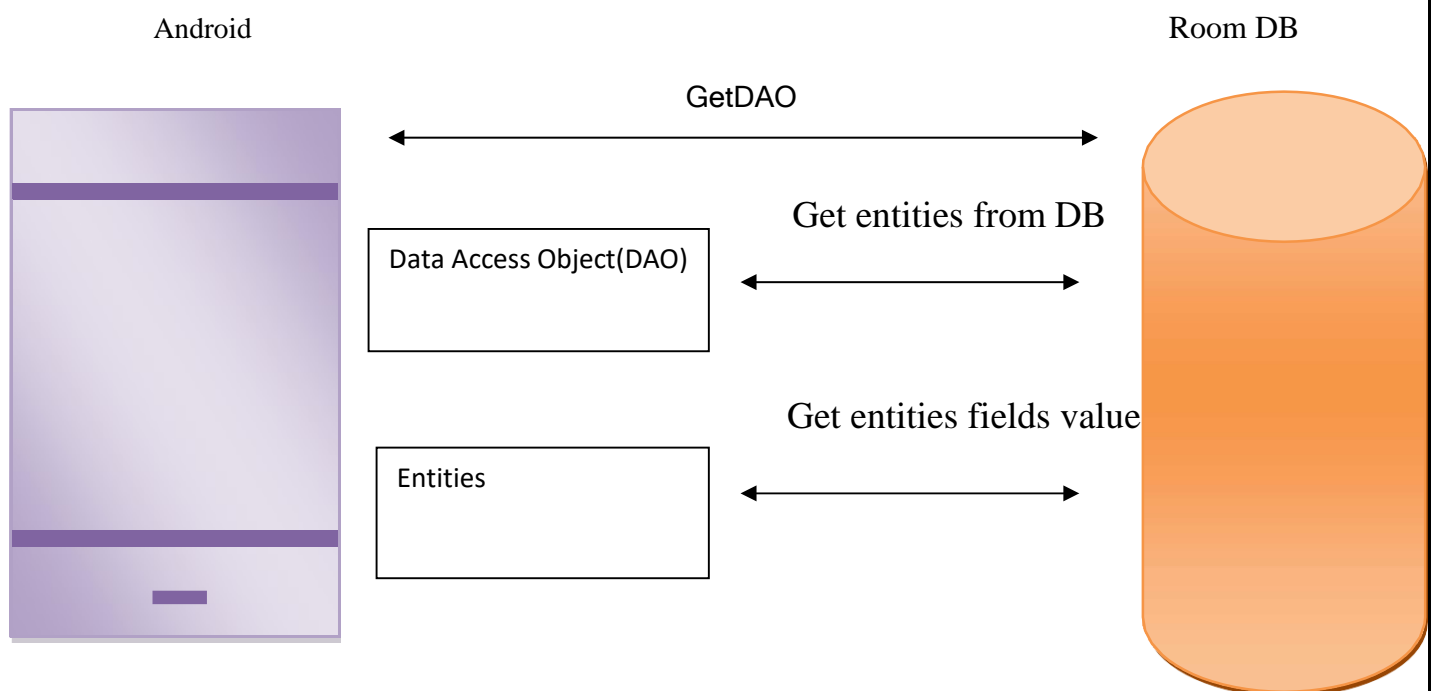 Android
Room DB
GetDAO
Get entities from DB
Data Access Object(DAO)
Get entities fields value
Entities